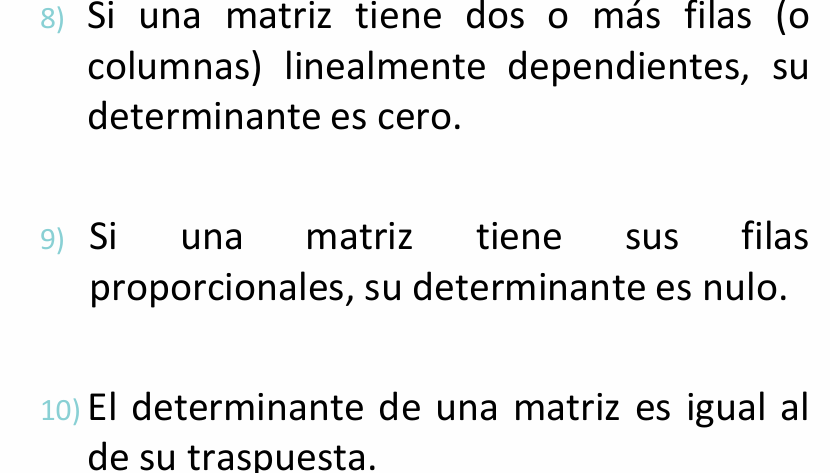 8) Si una matriz tiene dos o más filas (o
columnas) linealmente dependientes, su
determinante es cero.
9) Si una matriz tiene sus filas
proporcionales, su determinante es nulo.
10) El determinante de una matriz es igual al
de su traspuesta.